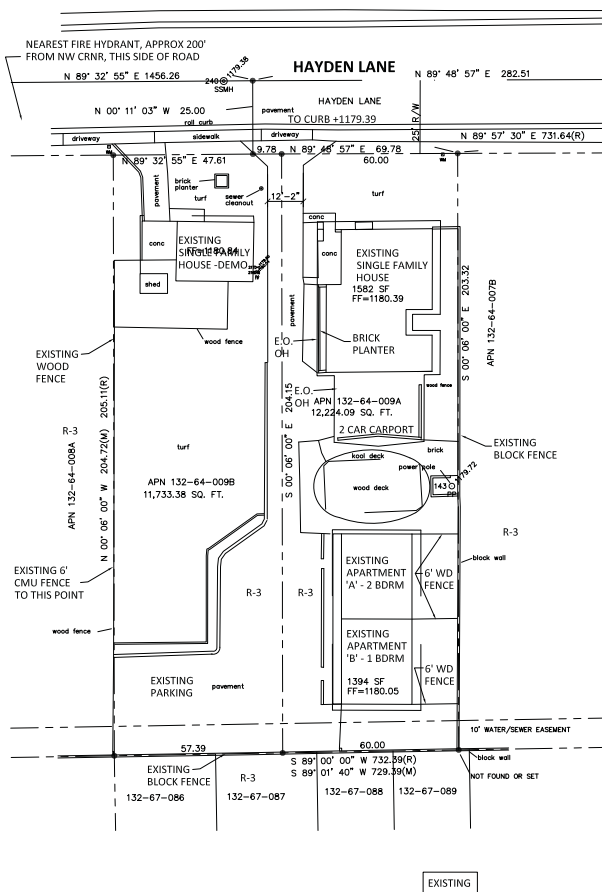 NEAREST FIRE HYDRANT, APPROX 200'
FROM NW CRNR, THIS SIDE OF ROAD
HAYDEN LANE
N 89° 32' 55" E 1456.26
240
1179.38
SSMH
N 89° 48' 57" E 282.51
N 00° 11' 03" W 25.00
pavement
HAYDEN LANE
TO CURB +1179.39
25' R/W
roll curb
driveway
sidewalk
driveway
N 89° 57' 30" E 731.64(R)
N 89° 32' 55" E 47.61
9.78
N 89° 48' 57" E 69.78
60.00
WM
WM
brick
planter
turf
sewer
cleanout
12'-2"
turf
pavement
conc
conc
conc
EXISTING
SINGLE FAMILY
HOUSE -DEMO
FF=1180.84
shed
wood fence
EXISTING
SINGLE FAMILY
HOUSE
1582 SF
FF=1180.39
S 00° 06' 00" E 203.32
APN 132-64-007B
pavement
E.O.
OH
BRICK
PLANTER
EXISTING
WOOD
FENCE
E.O.
OH
wood fence
APN 132-64-009A
12,224.09 SQ. FT.
2 CAR CARPORT
R-3
APN 132-64-008A
N 00° 06' 00" W 204.72(M) 205.11(R)
S 00° 06' 00" E 204.15
turf
EXISTING
BLOCK FENCE
brick
kool deck
power pole
1179.72
wood deck
143
PP
APN 132-64-009B
11,733.38 SQ. FT.
R-3
EXISTING 6'
CMU FENCE
TO THIS POINT
EXISTING
APARTMENT
'A' - 2 BDRM
6' WD
FENCE
block wall
R-3
R-3
wood fence
EXISTING
APARTMENT
'B' - 1 BDRM
6' WD
FENCE
EXISTING
PARKING
pavement
1394 SF
FF=1180.05
10' WATER/SEWER EASEMENT
57.39
60.00
EXISTING
BLOCK FENCE
S 89° 00' 00" W 732.39(R)
S 89° 01' 40" W 729.39(M)
block wall
NOT FOUND OR SET
R-3
132-67-086
132-67-087
132-67-088
132-67-089
EXISTING